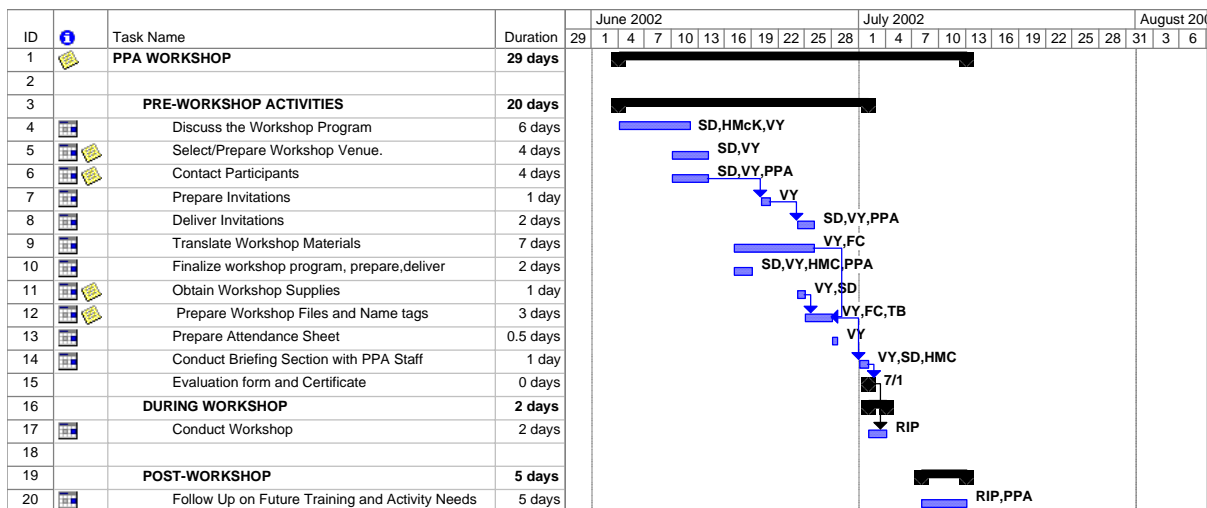 June 2002 July 2002 August 200
ID Task Name Duration 29 1 4 7 10 13 16 19 22 25 28 1 4 7 10 13 16 19 22 25 28 31 3 6
1 PPA WORKSHOP 29 days
2
3 PRE-WORKSHOP ACTIVITIES 20 days
4 Discuss the Workshop Program 6 days SD,HMcK,VY
5 Select/Prepare Workshop Venue. 4 days SD,VY
6 Contact Participants 4 days SD,VY,PPA
7 Prepare Invitations 1 day VY
8 Deliver Invitations 2 days SD,VY,PPA
9 Translate Workshop Materials 7 days VY,FC
10 Finalize workshop program, prepare,deliver 2 days SD,VY,HMC,PPA
11 Obtain Workshop Supplies 1 day VY,SD
12 Prepare Workshop Files and Name tags 3 days VY,FC,TB
13 Prepare Attendance Sheet 0.5 days VY
14 Conduct Briefing Section with PPA Staff 1 day VY,SD,HMC
15 Evaluation form and Certificate 0 days 7/1
16 DURING WORKSHOP 2 days
17 Conduct Workshop 2 days RIP
18
19 POST-WORKSHOP 5 days
20 Follow Up on Future Training and Activity Needs 5 days RIP,PPA